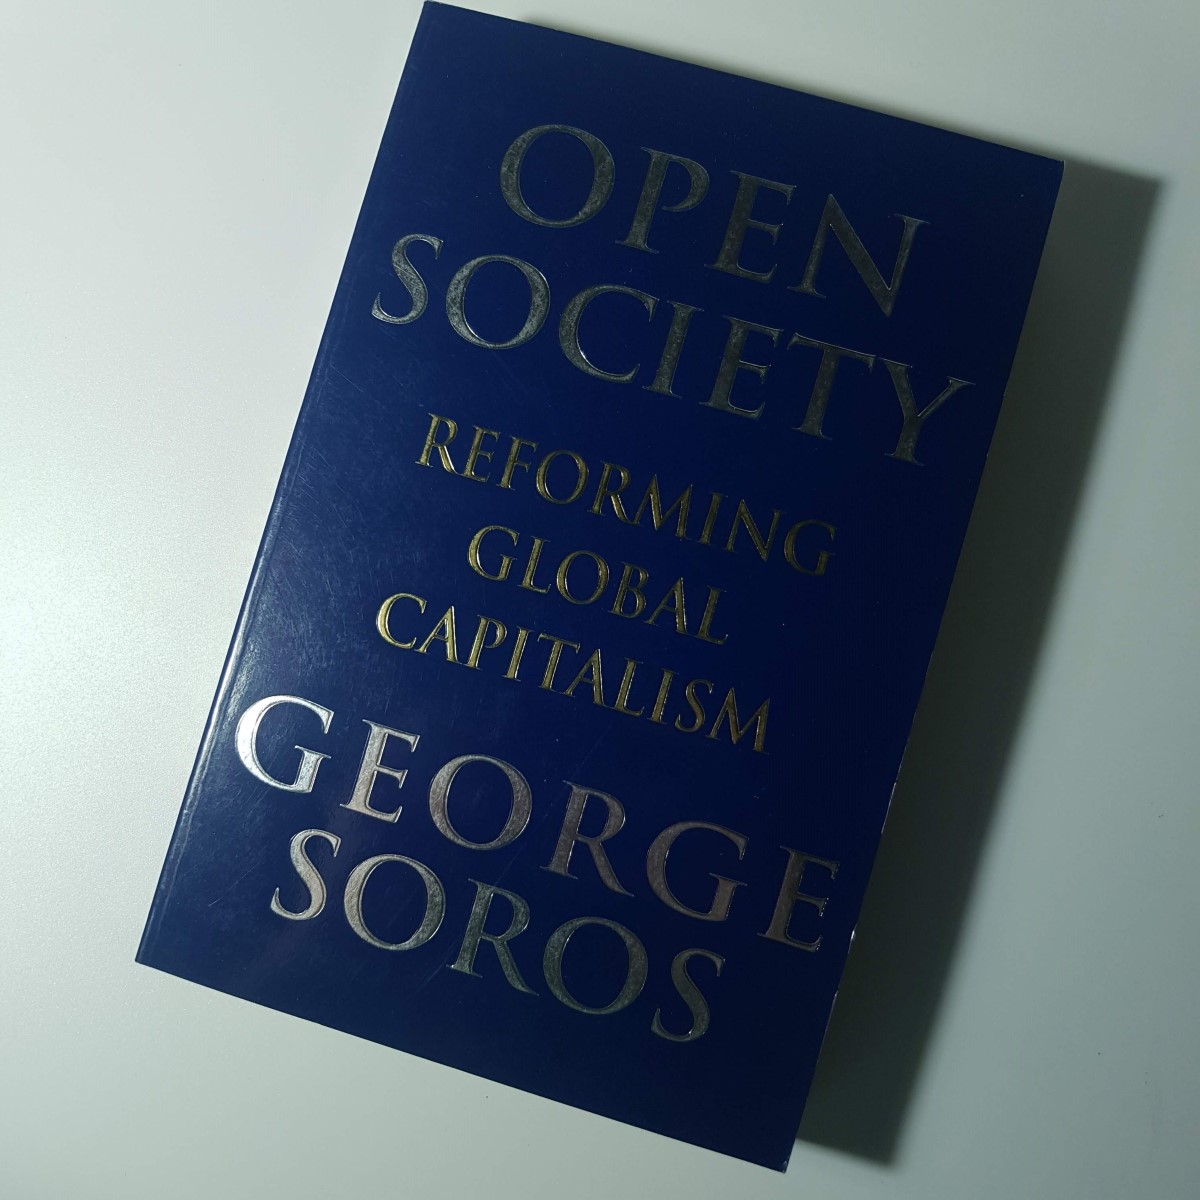 OPEN
SOCIETY
REFORMING
GLOBAL
CAPITALISM
GEORGE
SOROS